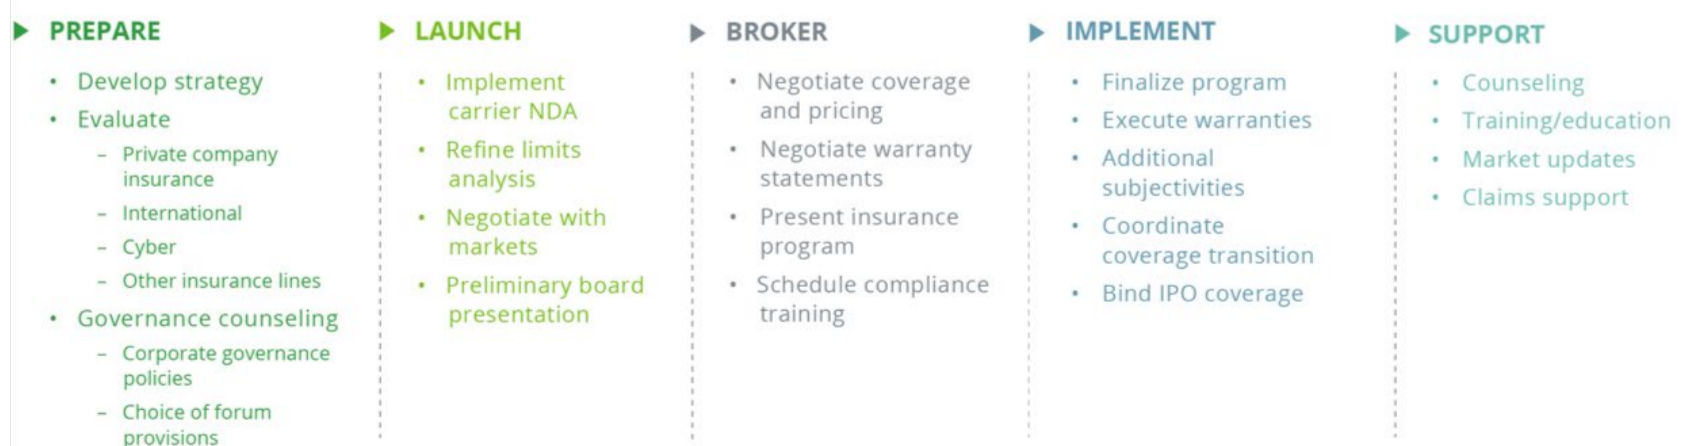 PREPARE
• Develop strategy
• Evaluate
– Private company
insurance
– International
– Cyber
– Other insurance lines
• Governance counseling
– Corporate governance
policies
– Choice of forum
provisions
LAUNCH
• Implement
carrier NDA
• Refine limits
analysis
• Negotiate with
markets
• Preliminary board
presentation
BROKER
• Negotiate coverage
and pricing
• Negotiate warranty
statements
• Present insurance
program
• Schedule compliance
training
IMPLEMENT
• Finalize program
• Execute warranties
• Additional
subjectivities
• Coordinate
coverage transition
• Bind IPO coverage
SUPPORT
• Counseling
• Training/education
• Market updates
• Claims support